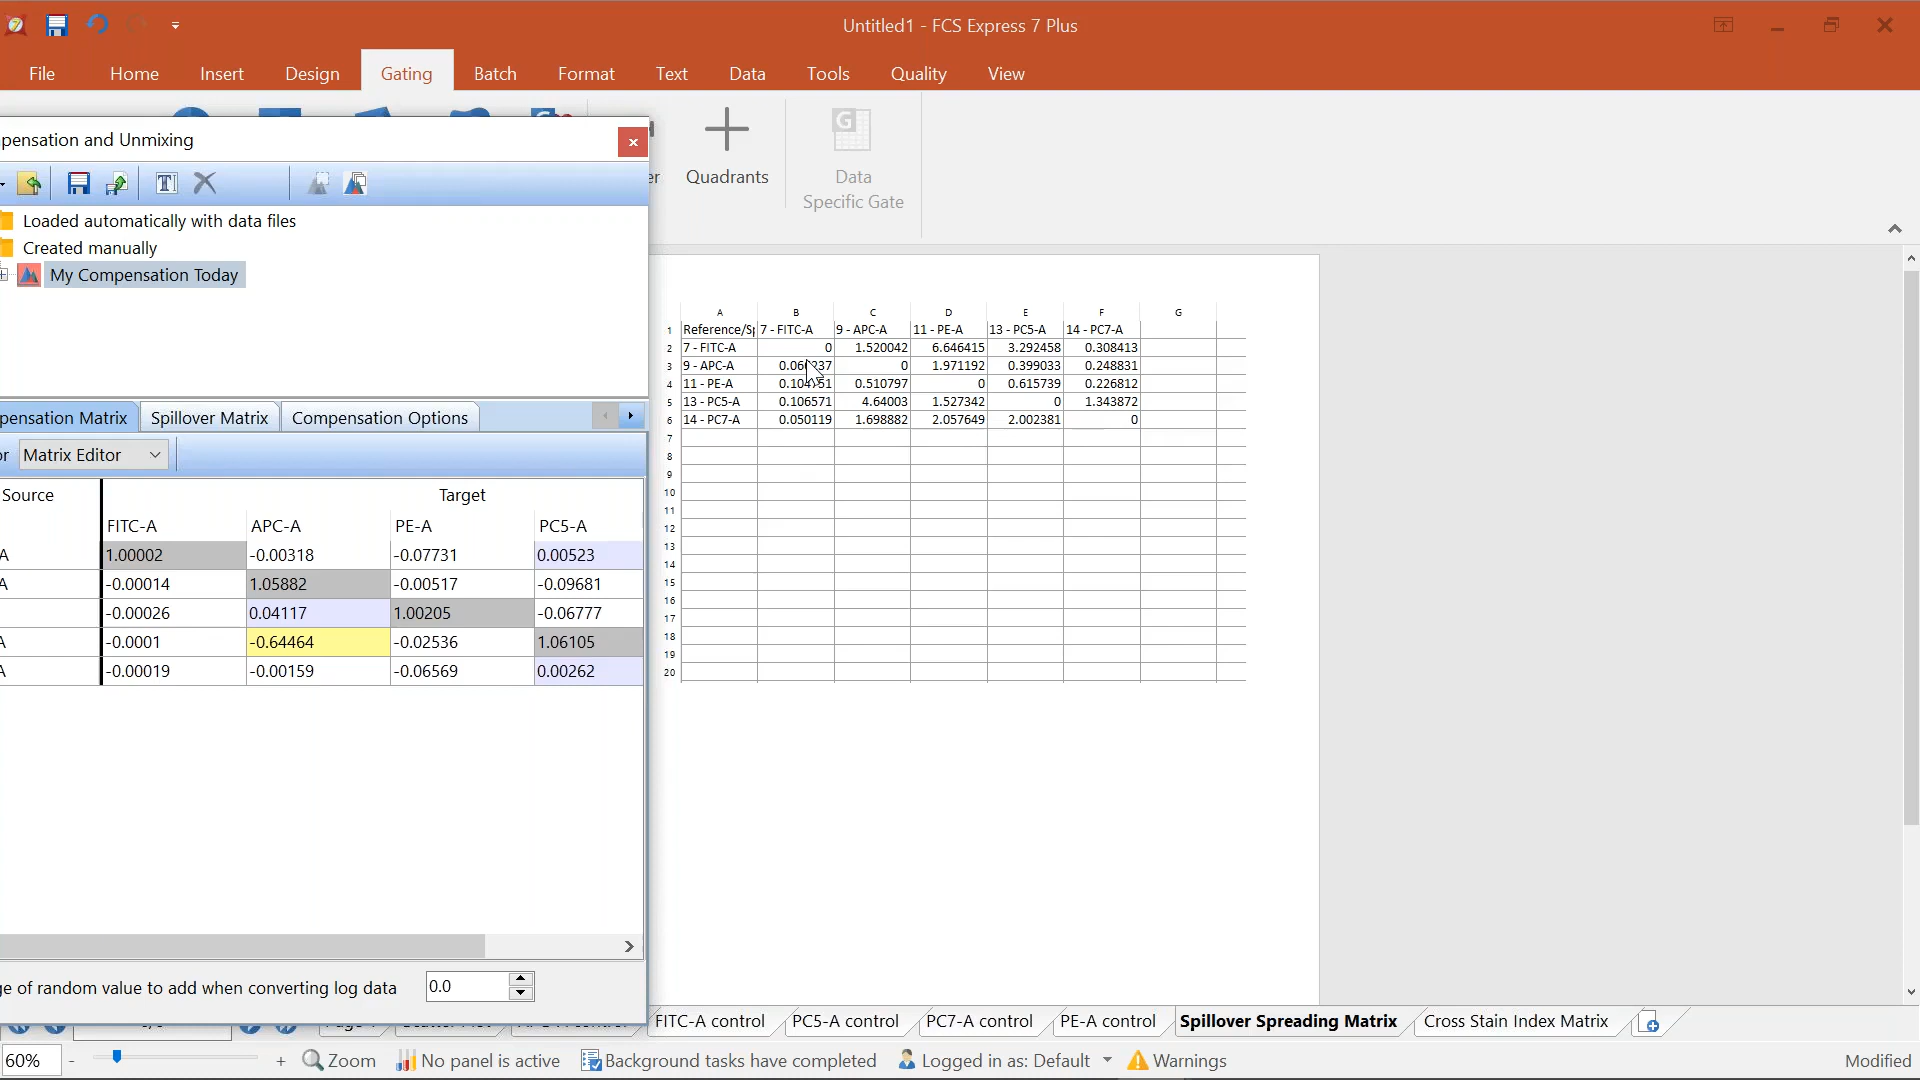 Untitled1 - FCS Express 7 Plus
File Home Insert Design Gating Batch Format Text Data Tools Quality View
pensation and Unmixing
er Quadrants Data
Specific Gate
Loaded automatically with data files
Created manually
My Compensation Today
pensation Matrix Spillover Matrix Compensation Options
or Matrix Editor
Source Target
FITC-A APC-A PE-A PC5-A
A 1.00002 -0.00318 -0.07731 0.00523
A -0.00014 1.05882 -0.00517 -0.09681
-0.00026 0.04117 1.00205 -0.06777
A -0.0001 -0.64464 -0.02536 1.06105
A -0.00019 -0.00159 -0.06569 0.00262
ge of random value to add when converting log data 0.0
A B C D E F G
1 Reference/S 7 - FITC-A 9 - APC-A 11 - PE-A 13 - PC5-A 14 - PC7-A
2 7 - FITC-A 0 1.520042 6.646415 3.292458 0.308413
3 9 - APC-A 0 1.971192 0.399033 0.248831
4 11 - PE-A 0.510797 0 0.615739 0.226812
5 13 - PC5-A 0.106571 4.64003 1.527342 0 1.343872
6 14 - PC7-A 0.050119 1.698882 2.057649 2.002381 0
7
8
9
10
11
12
13
14
15
16
17
18
19
20
FITC-A control PC5-A control PC7-A control PE-A control Spillover Spreading Matrix Cross Stain Index Matrix
60% - + Zoom No panel is active Background tasks have completed Logged in as: Default Warnings Modified